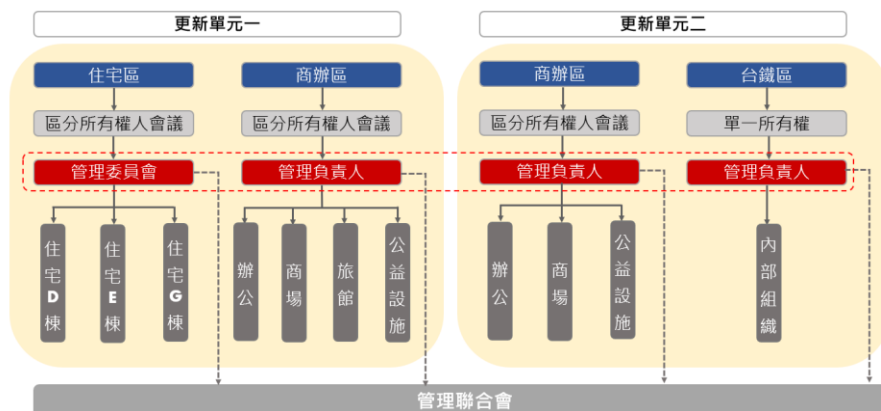 更新單元一
更新單元二
住宅區
商辦區
商辦區
台鐵區
區分所有權人會議
區分所有權人會議
區分所有權人會議
單一所有權
管理委員會
管理負責人
管理負責人
管理負責人
住宅D棟
住宅E棟
住宅G棟
辦公
商場
旅館
公益設施
辦公
商場
公益設施
內部組織
管理聯合會